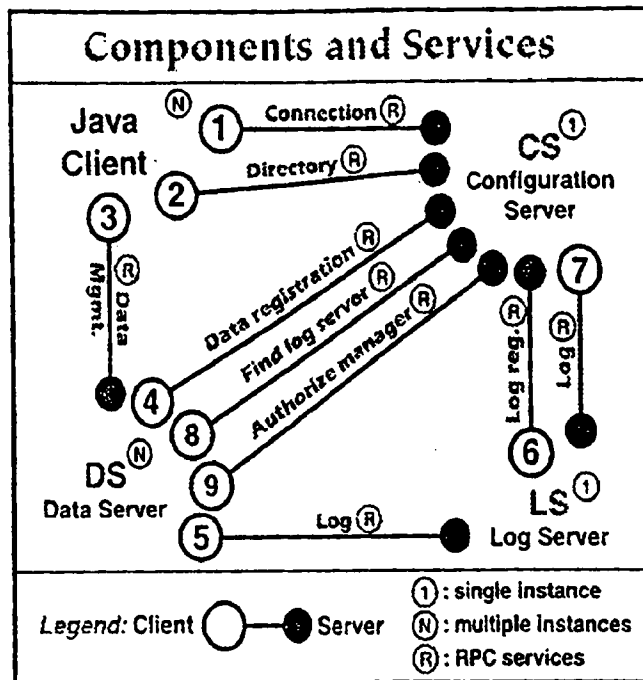 Components and Services
Java Client Ⓝ
① Connection Ⓡ
CS ①
Configuration Server
② Directory Ⓡ
③ Ⓡ Data Mgmt.
④ Data registration Ⓡ
⑧ Find log server Ⓡ
⑨ Authorize manager Ⓡ
Log reg. Ⓡ
⑥
⑦ Log Ⓡ
DS Ⓝ
Data Server
⑤ Log Ⓡ
LS ①
Log Server
Legend: Client Server
① : single instance
Ⓝ : multiple instances
Ⓡ : RPC services